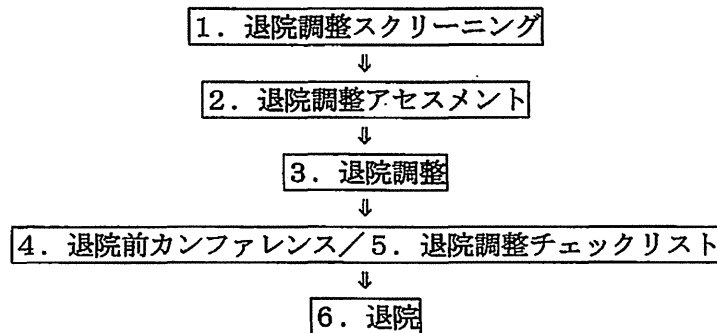 1．退院調整スクリーニング
⇓
2．退院調整アセスメント
⇓
3．退院調整
⇓
4．退院前カンファレンス／5．退院調整チェックリスト
⇓
6．退院